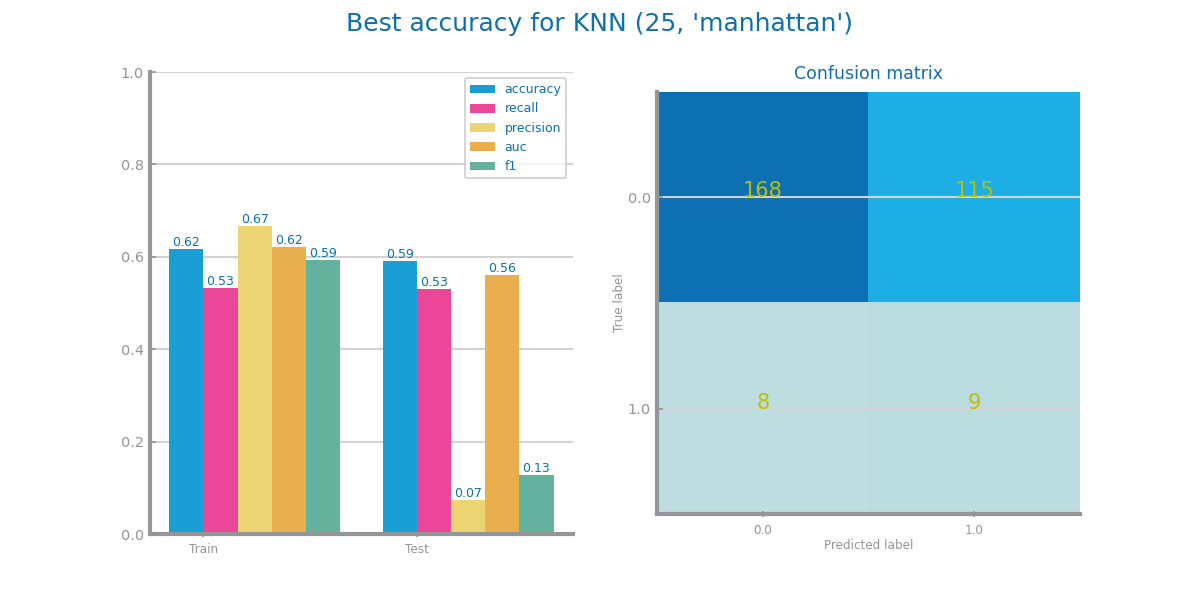 Best accuracy for KNN (25, 'manhattan')
1.0
0.8
0.6
0.4
0.2
0.0
accuracy
recall
precision
auc
f1
0.62
0.53
0.67
0.62
0.59
0.59
0.53
0.07
0.56
0.13
Train
Test
Confusion matrix
True label
0.0
1.0
168
115
8
9
0.0
1.0
Predicted label